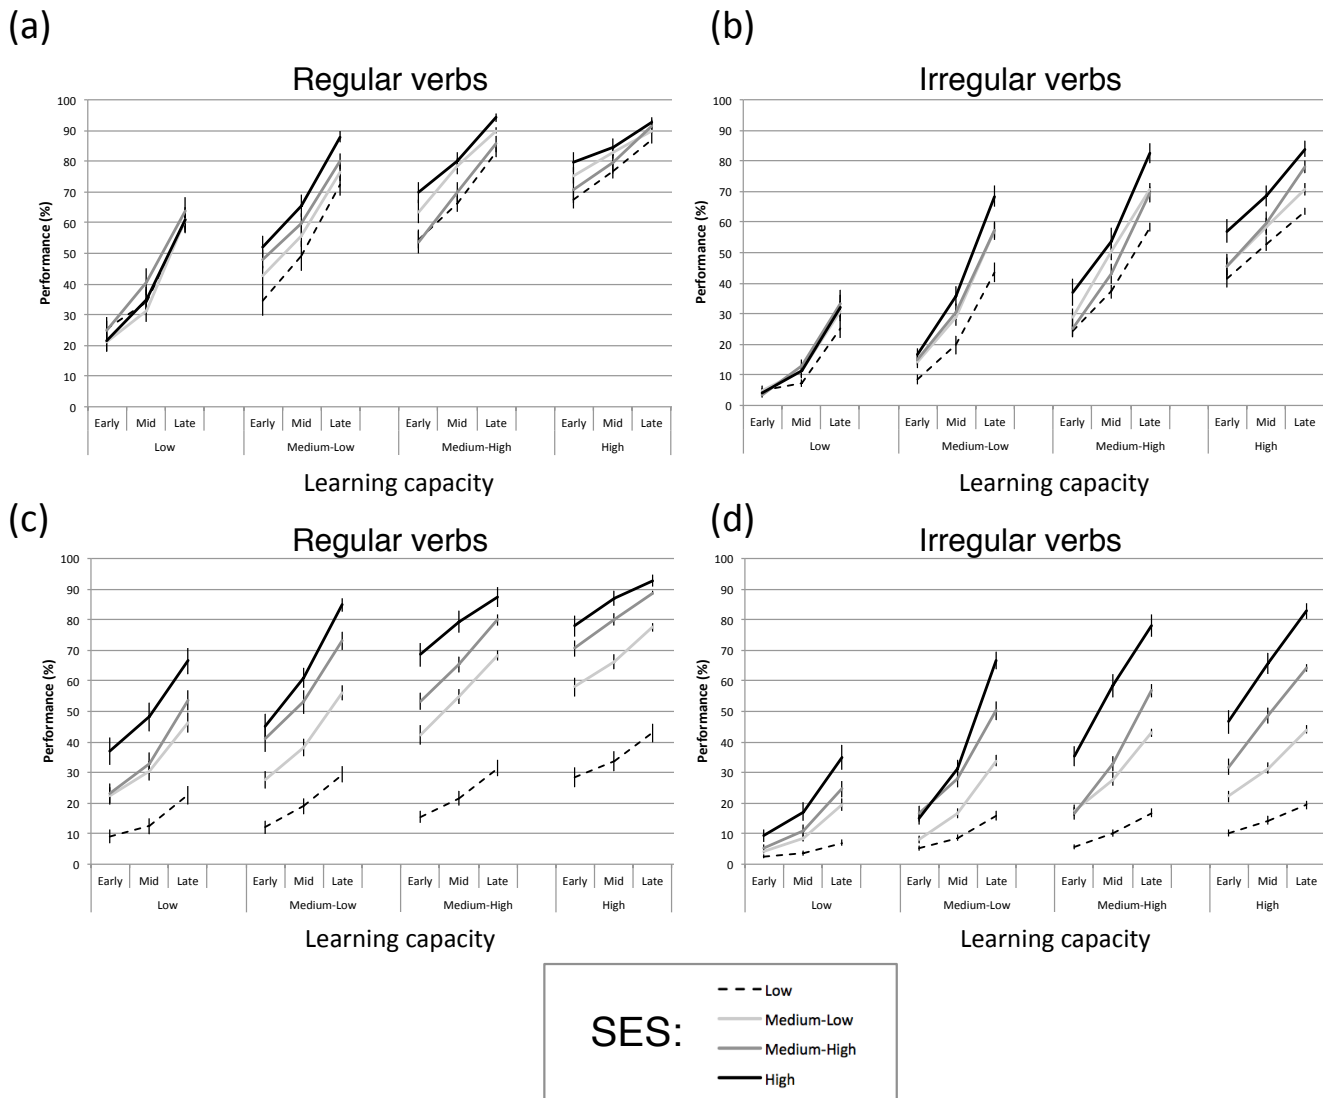 (a)
Regular verbs
Performance (%)
100
90
80
70
60
50
40
30
20
10
0
Early Mid Late Early Mid Late Early Mid Late Early Mid Late
Low Medium-Low Medium-High High
Learning capacity
(b)
Irregular verbs
Performance (%)
100
90
80
70
60
50
40
30
20
10
0
Early Mid Late Early Mid Late Early Mid Late Early Mid Late
Low Medium-Low Medium-High High
Learning capacity
(c)
Regular verbs
Performance (%)
100
90
80
70
60
50
40
30
20
10
0
Early Mid Late Early Mid Late Early Mid Late Early Mid Late
Low Medium-Low Medium-High High
Learning capacity
(d)
Irregular verbs
Performance (%)
100
90
80
70
60
50
40
30
20
10
0
Early Mid Late Early Mid Late Early Mid Late Early Mid Late
Low Medium-Low Medium-High High
Learning capacity
SES:
Low
Medium-Low
Medium-High
High